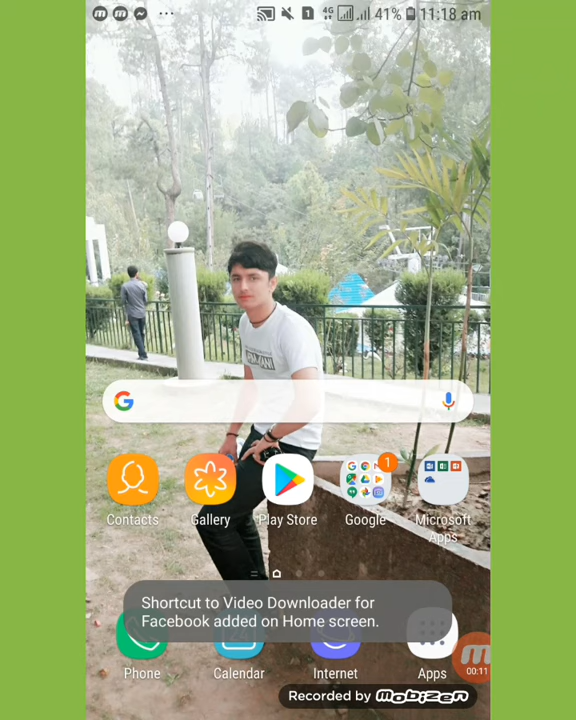 41% 11:18 am
Contacts
Gallery
Play Store
Google
1
Microsoft
Apps
Shortcut to Video Downloader for
Facebook added on Home screen.
Phone
Calendar
Internet
Apps
00:11
Recorded by mobizen